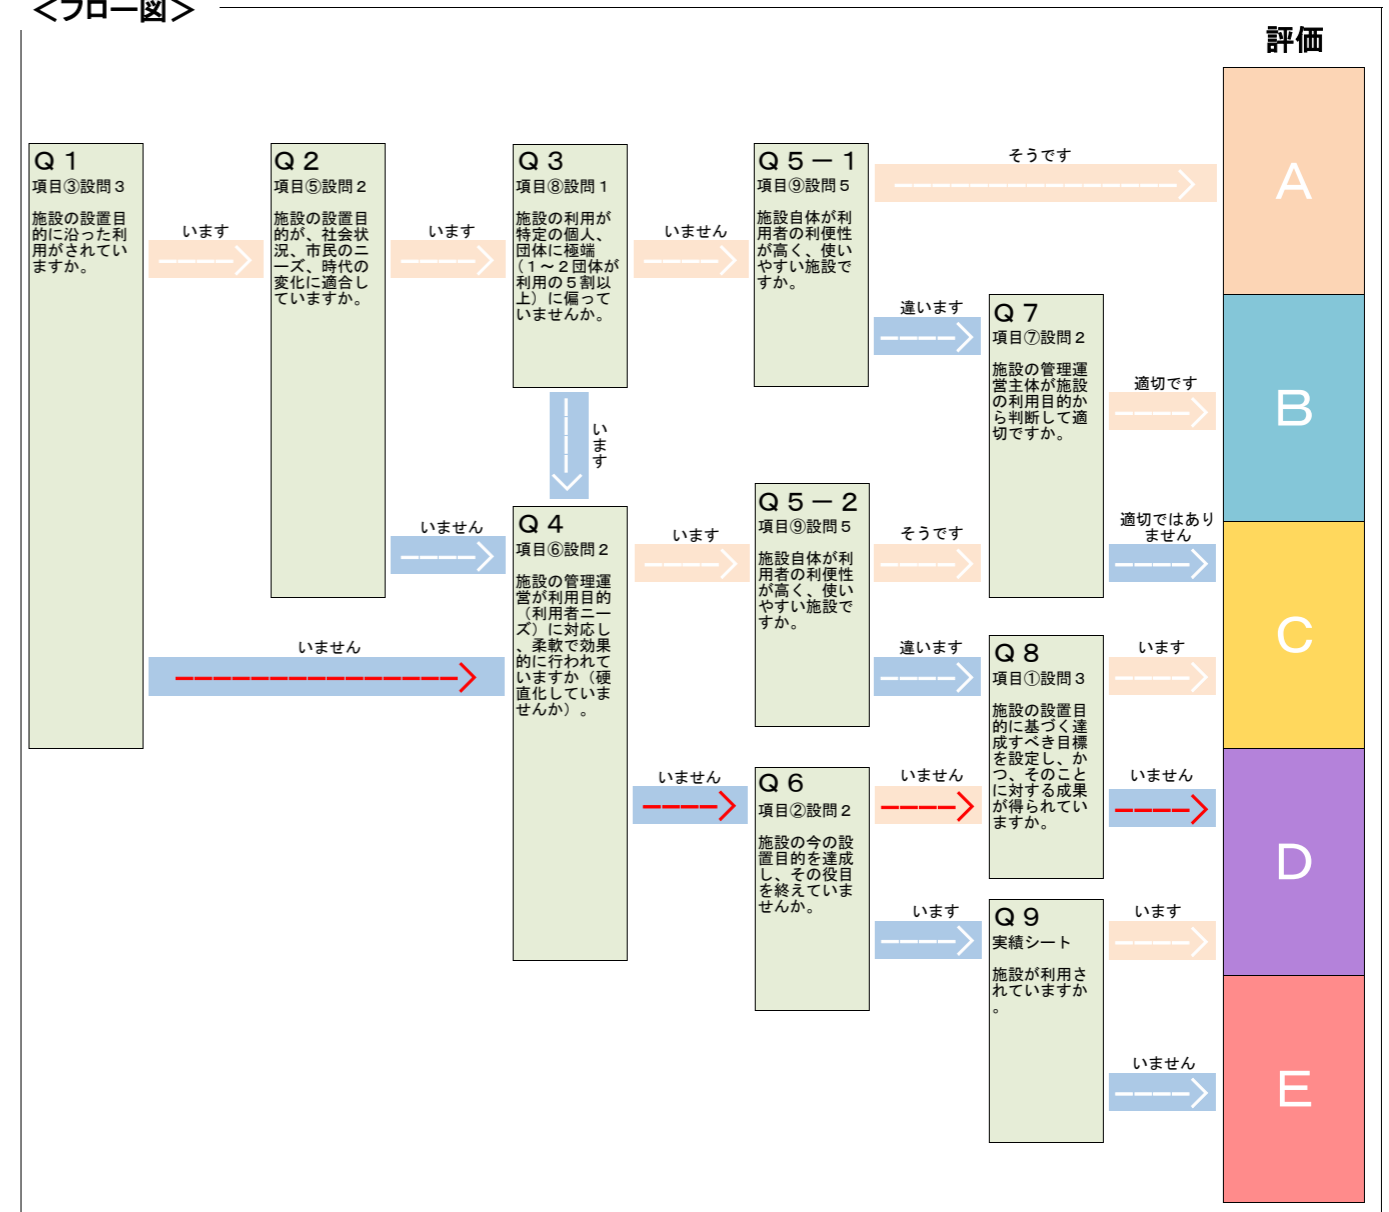 ＜フロー図＞
評価
Ｑ１
項目③設問３
施設の設置目
的に沿った利
用がされてい
ますか。
います
いません
Ｑ２
項目⑤設問２
施設の設置目
的が、社会状
況、市民のニ
ーズ、時代の
変化に適合し
ていますか。
います
いません
Ｑ３
項目⑧設問１
施設の利用が
特定の個人、
団体に極端
（１～２団体が
利用の５割以
上）に偏って
いませんか。
いません
います
Ｑ４
項目⑥設問２
施設の管理運
営が利用目的
（利用者ニー
ズ）に対応し
、柔軟で効果
的に行われて
いますか（硬
直化していま
せんか）。
います
いません
Ｑ５－１
項目⑨設問５
施設自体が利
用者の利便性
が高く、使い
やすい施設で
すか。
そうです
違います
Ｑ５－２
項目⑨設問５
施設自体が利
用者の利便性
が高く、使い
やすい施設で
すか。
そうです
違います
Ｑ６
項目②設問２
施設の今の設
置目的を達成
し、その役目
を終えていま
せんか。
いません
います
Ｑ７
項目⑦設問２
施設の管理運
営主体が施設
の利用目的か
ら判断して適
切ですか。
適切です
適切ではあり
ません
Ｑ８
項目①設問３
施設の設置目
的に基づく達
成すべき目標
を設定し、か
つ、そのこと
に対する成果
が得られてい
ますか。
います
いません
Ｑ９
実績シート
施設が利用さ
れていますか
。
います
いません
Ａ
Ｂ
Ｃ
Ｄ
Ｅ